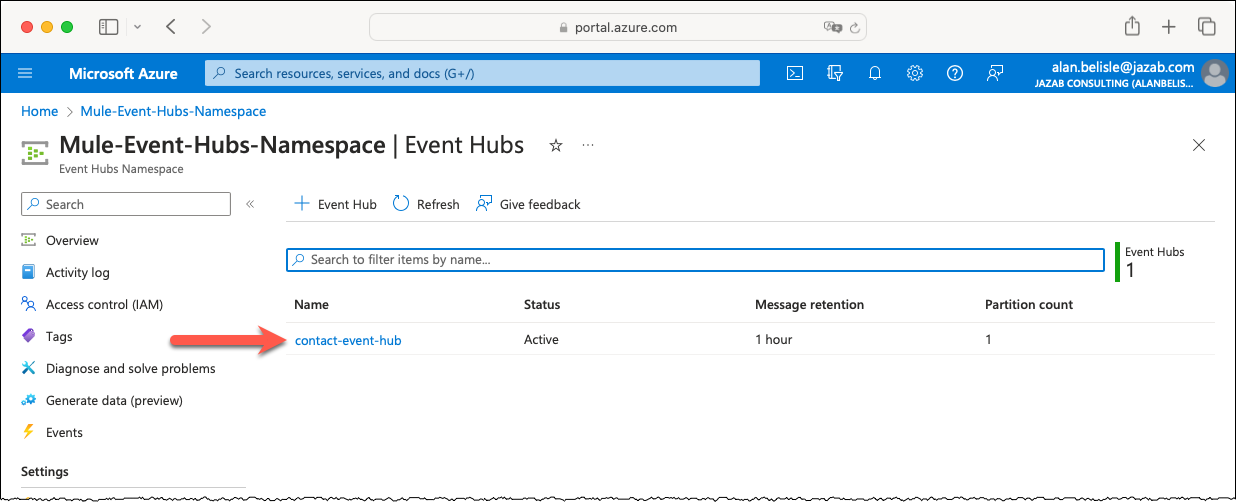 portal.azure.com
Microsoft Azure
Search resources, services, and docs (G+/)
alan.belisle@jazab.com
JAZAB CONSULTING (ALANBELIS...
Home > Mule-Event-Hubs-Namespace
Mule-Event-Hubs-Namespace | Event Hubs
Event Hubs Namespace
Search
Event Hub
Refresh
Give feedback
Overview
Activity log
Access control (IAM)
Tags
Diagnose and solve problems
Generate data (preview)
Events
Settings
Search to filter items by name...
Event Hubs
1
Name Status Message retention Partition count
contact-event-hub Active 1 hour 1